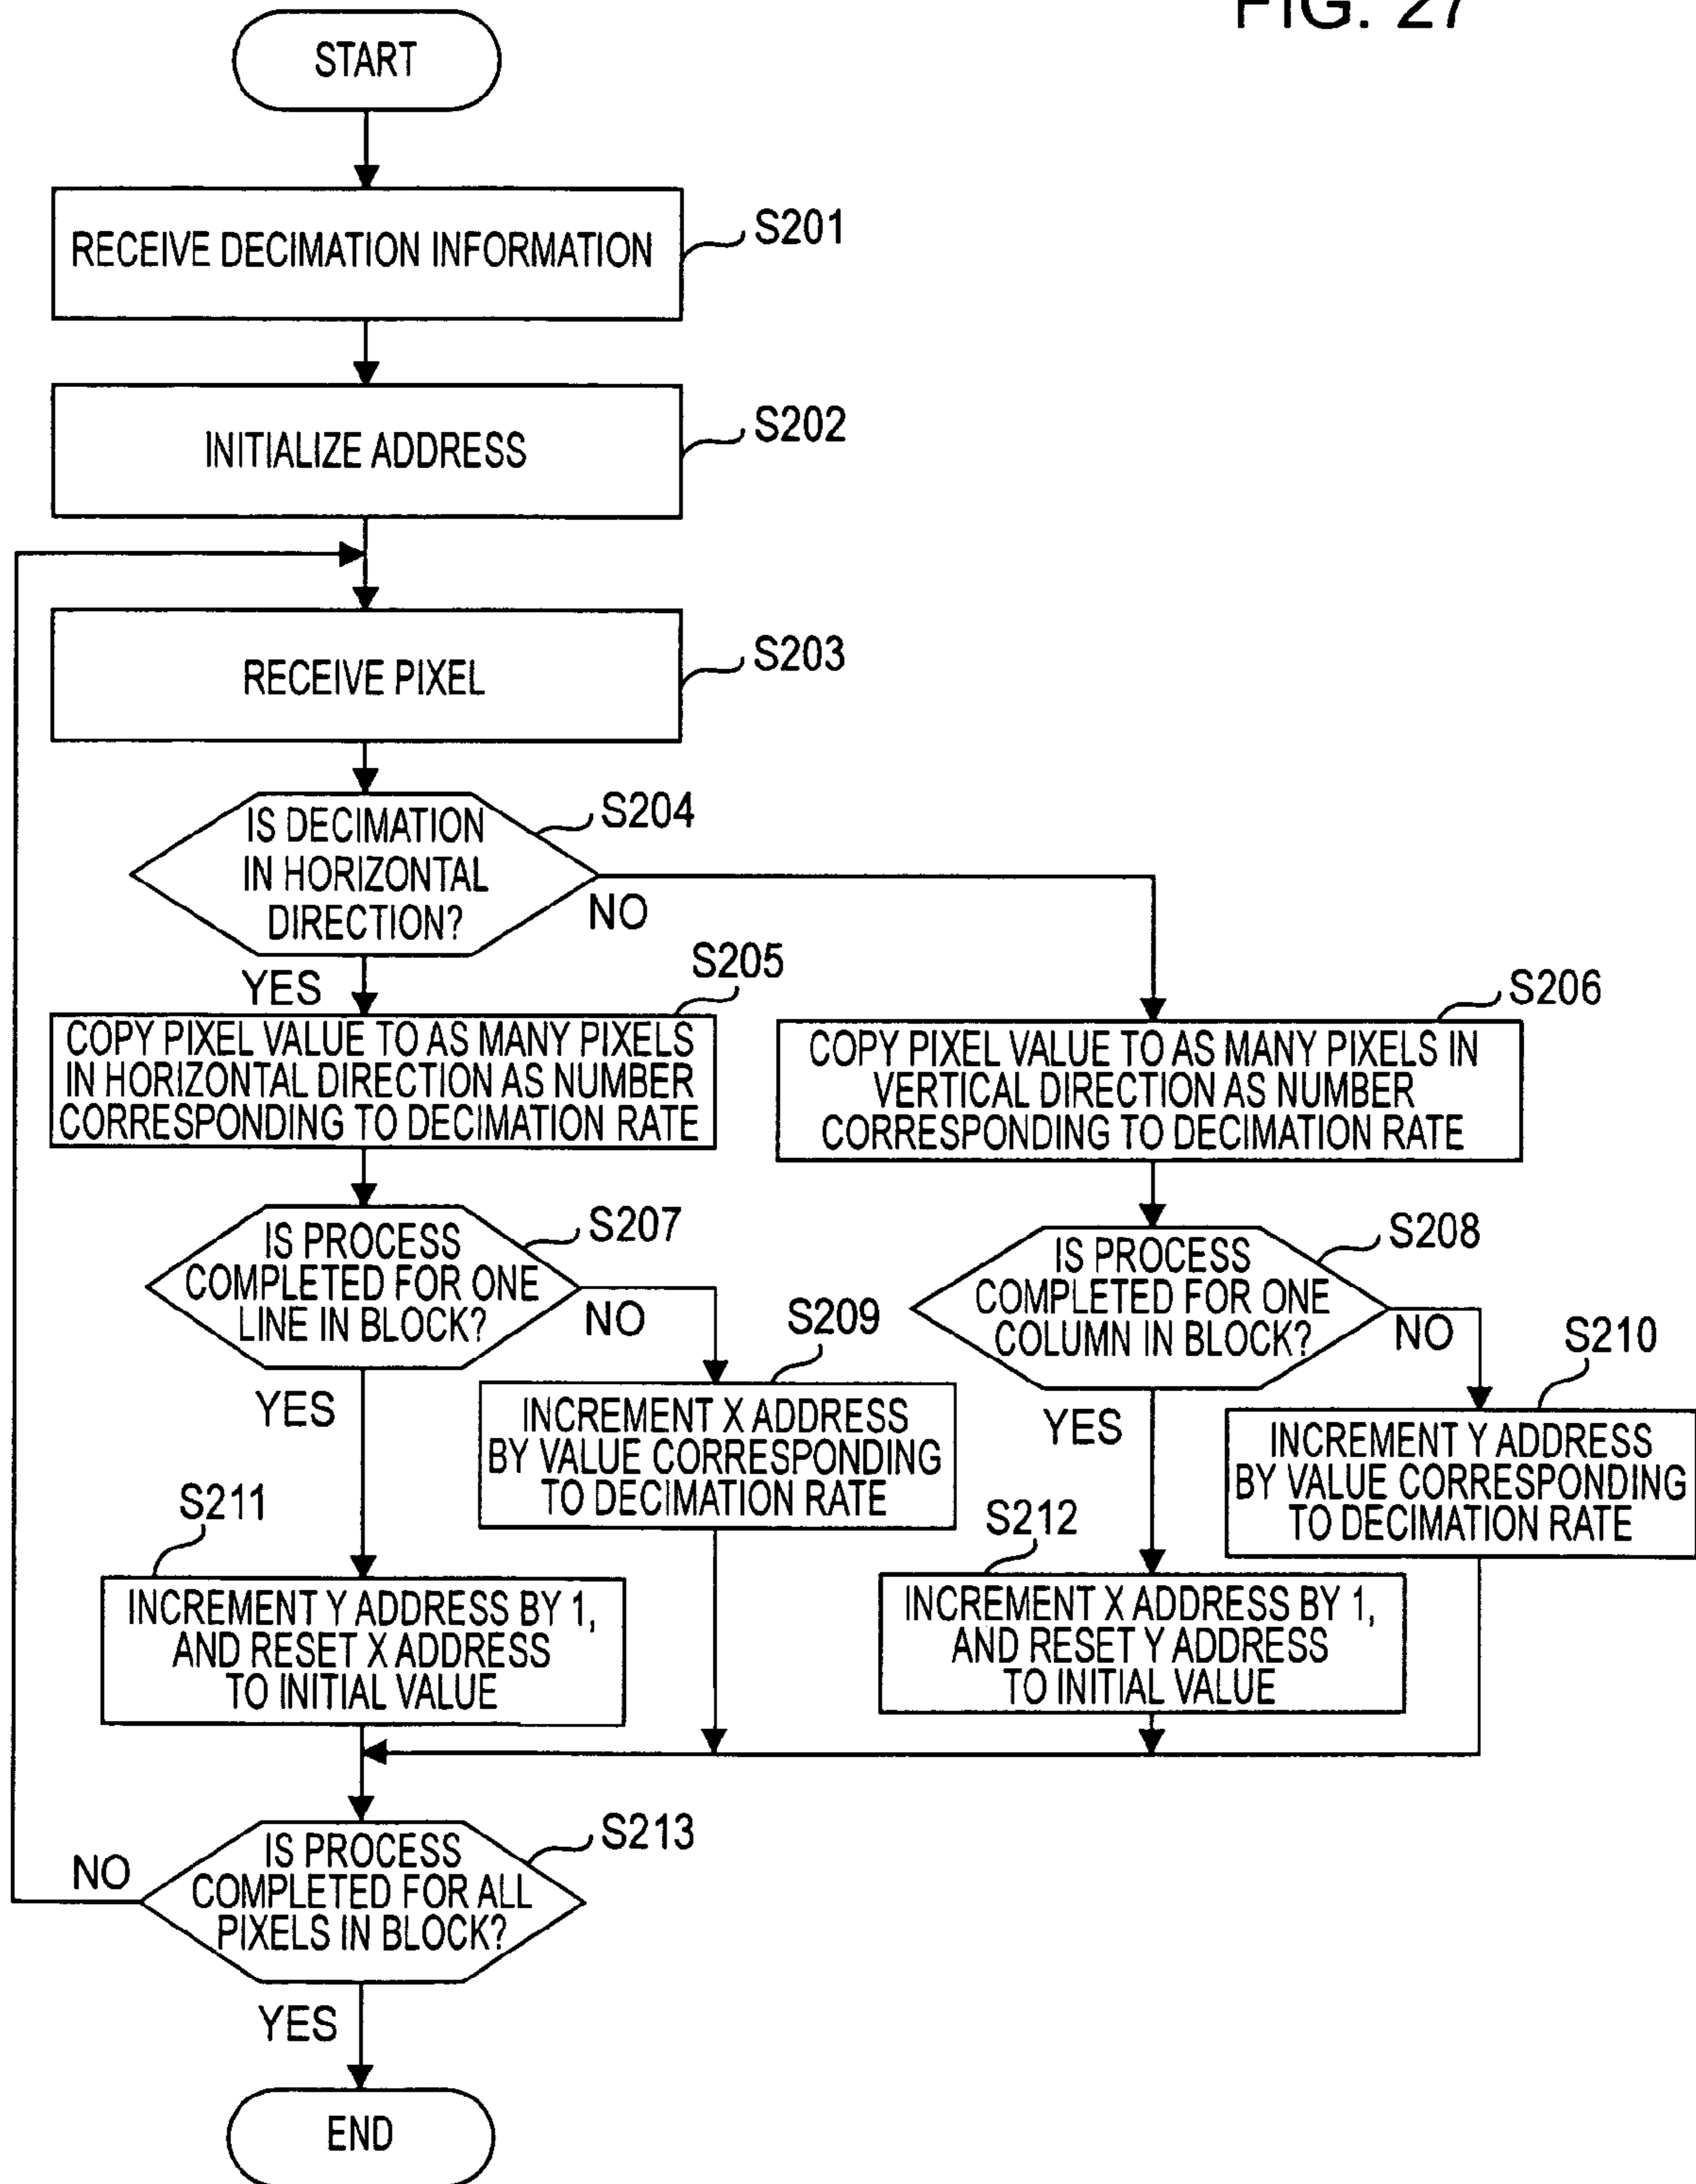 FIG. 27
START
RECEIVE DECIMATION INFORMATION
S201
INITIALIZE ADDRESS
S202
RECEIVE PIXEL
S203
IS DECIMATION
IN HORIZONTAL
DIRECTION?
S204
NO
YES
S205
COPY PIXEL VALUE TO AS MANY PIXELS
IN HORIZONTAL DIRECTION AS NUMBER
CORRESPONDING TO DECIMATION RATE
S206
COPY PIXEL VALUE TO AS MANY PIXELS IN
VERTICAL DIRECTION AS NUMBER
CORRESPONDING TO DECIMATION RATE
IS PROCESS
COMPLETED FOR ONE
LINE IN BLOCK?
S207
NO
YES
IS PROCESS
COMPLETED FOR ONE
COLUMN IN BLOCK?
S208
NO
YES
S209
INCREMENT X ADDRESS
BY VALUE CORRESPONDING
TO DECIMATION RATE
S210
INCREMENT Y ADDRESS
BY VALUE CORRESPONDING
TO DECIMATION RATE
S211
INCREMENT Y ADDRESS BY 1,
AND RESET X ADDRESS
TO INITIAL VALUE
S212
INCREMENT X ADDRESS BY 1,
AND RESET Y ADDRESS
TO INITIAL VALUE
IS PROCESS
COMPLETED FOR ALL
PIXELS IN BLOCK?
S213
NO
YES
END